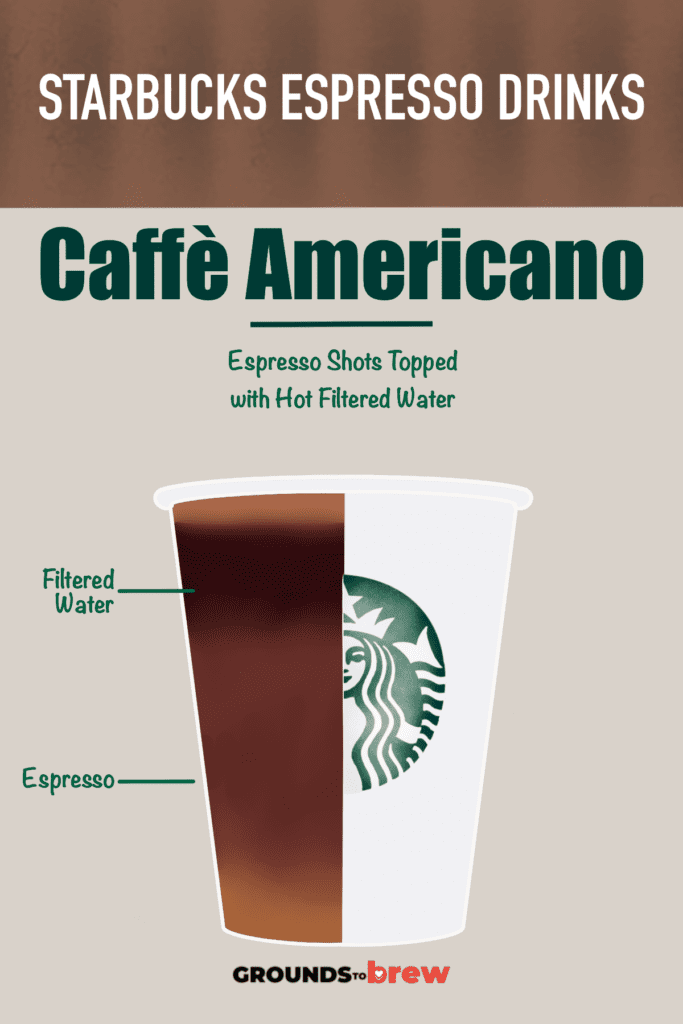 STARBUCKS ESPRESSO DRINKS
Caffè Americano
Espresso Shots Topped
with Hot Filtered Water
Filtered
Water
Espresso
GROUNDS TO brew